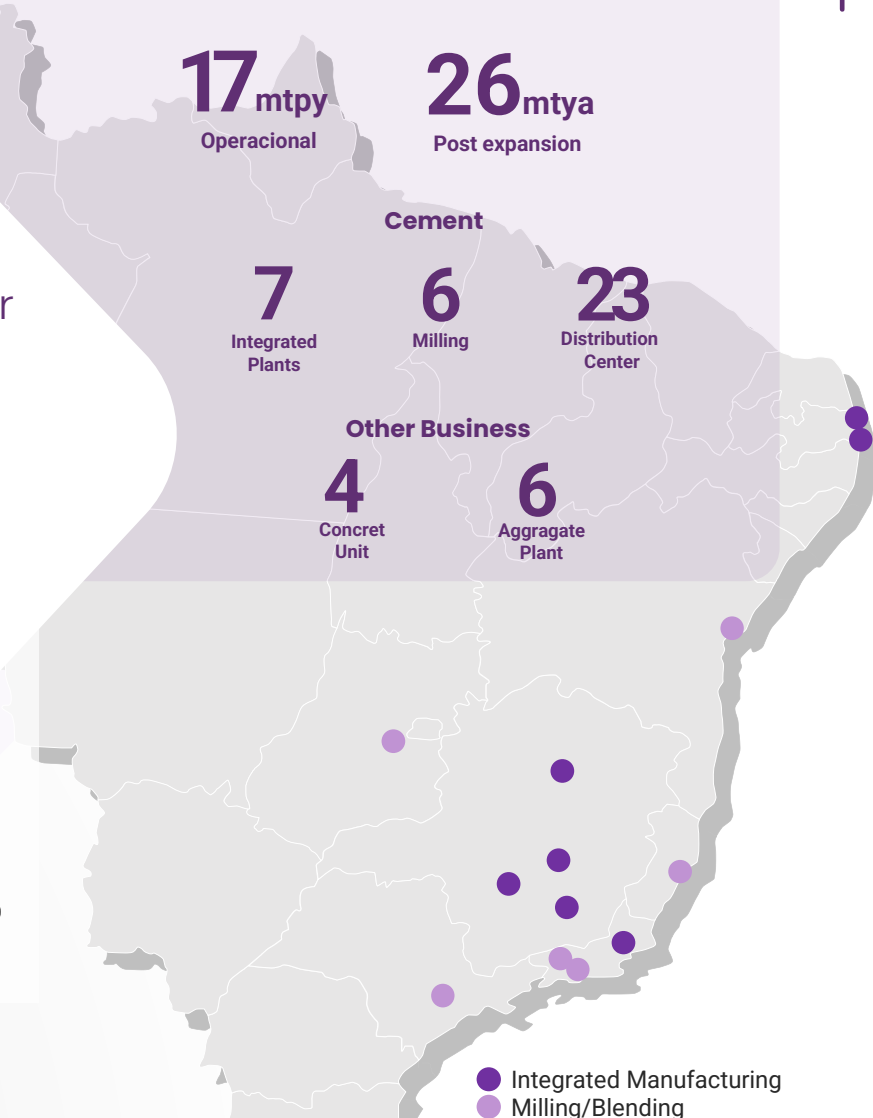 17mtpy
Operacional
26mtya
Post expansion
Cement
7
Integrated
Plants
6
Milling
23
Distribution
Center
Other Business
4
Concret
Unit
6
Aggragate
Plant
r
Integrated Manufacturing
Milling/Blending